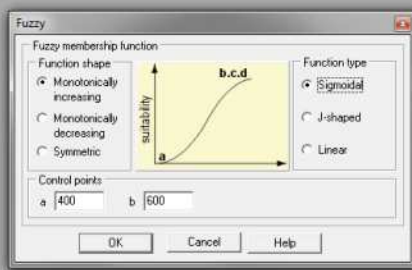 Fuzzy
Fuzzy membership function
Function shape
Monotonically
increasing
Monotonically
decreasing
Symmetric
suitability
a
b.c.d
Function type
Sigmoidal
J-shaped
Linear
Control points
a 400 b 600
OK Cancel Help